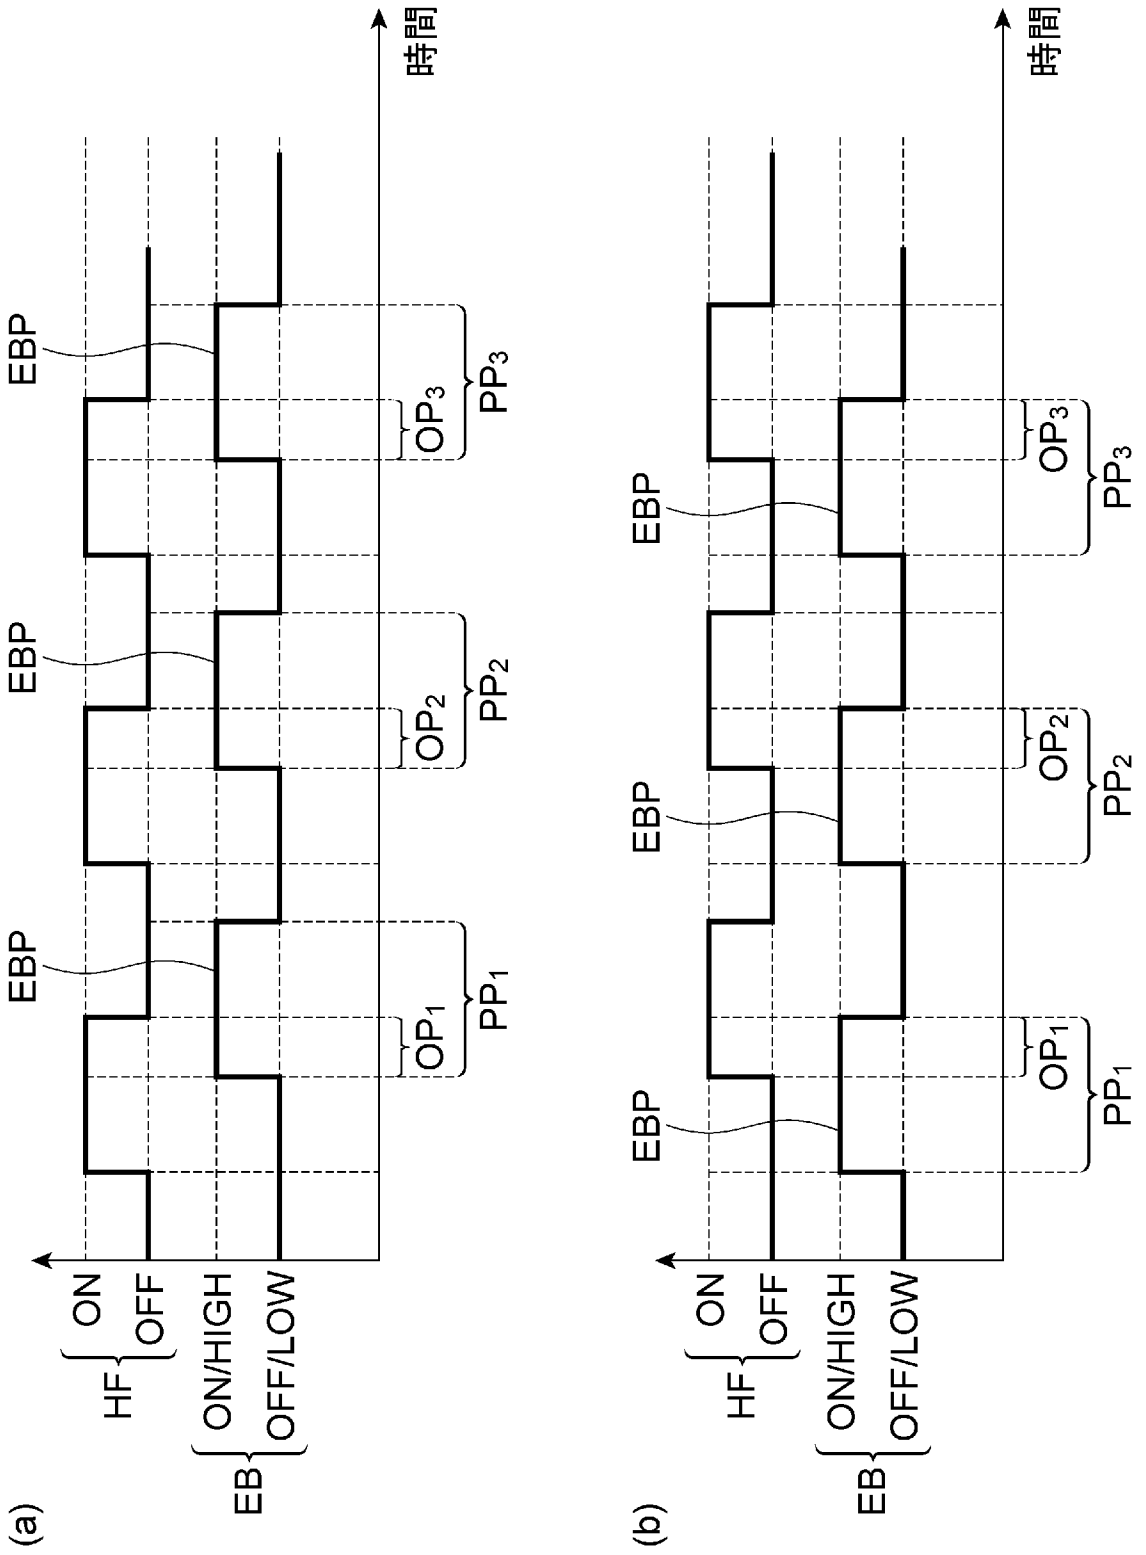 (a)
EBP
EBP
EBP
HF
ON
OFF
EB
ON/HIGH
OFF/LOW
OP1
OP2
OP3
PP1
PP2
PP3
時間
(b)
HF
ON
OFF
EBP
EBP
EBP
EB
ON/HIGH
OFF/LOW
OP1
OP2
OP3
PP1
PP2
PP3
時間